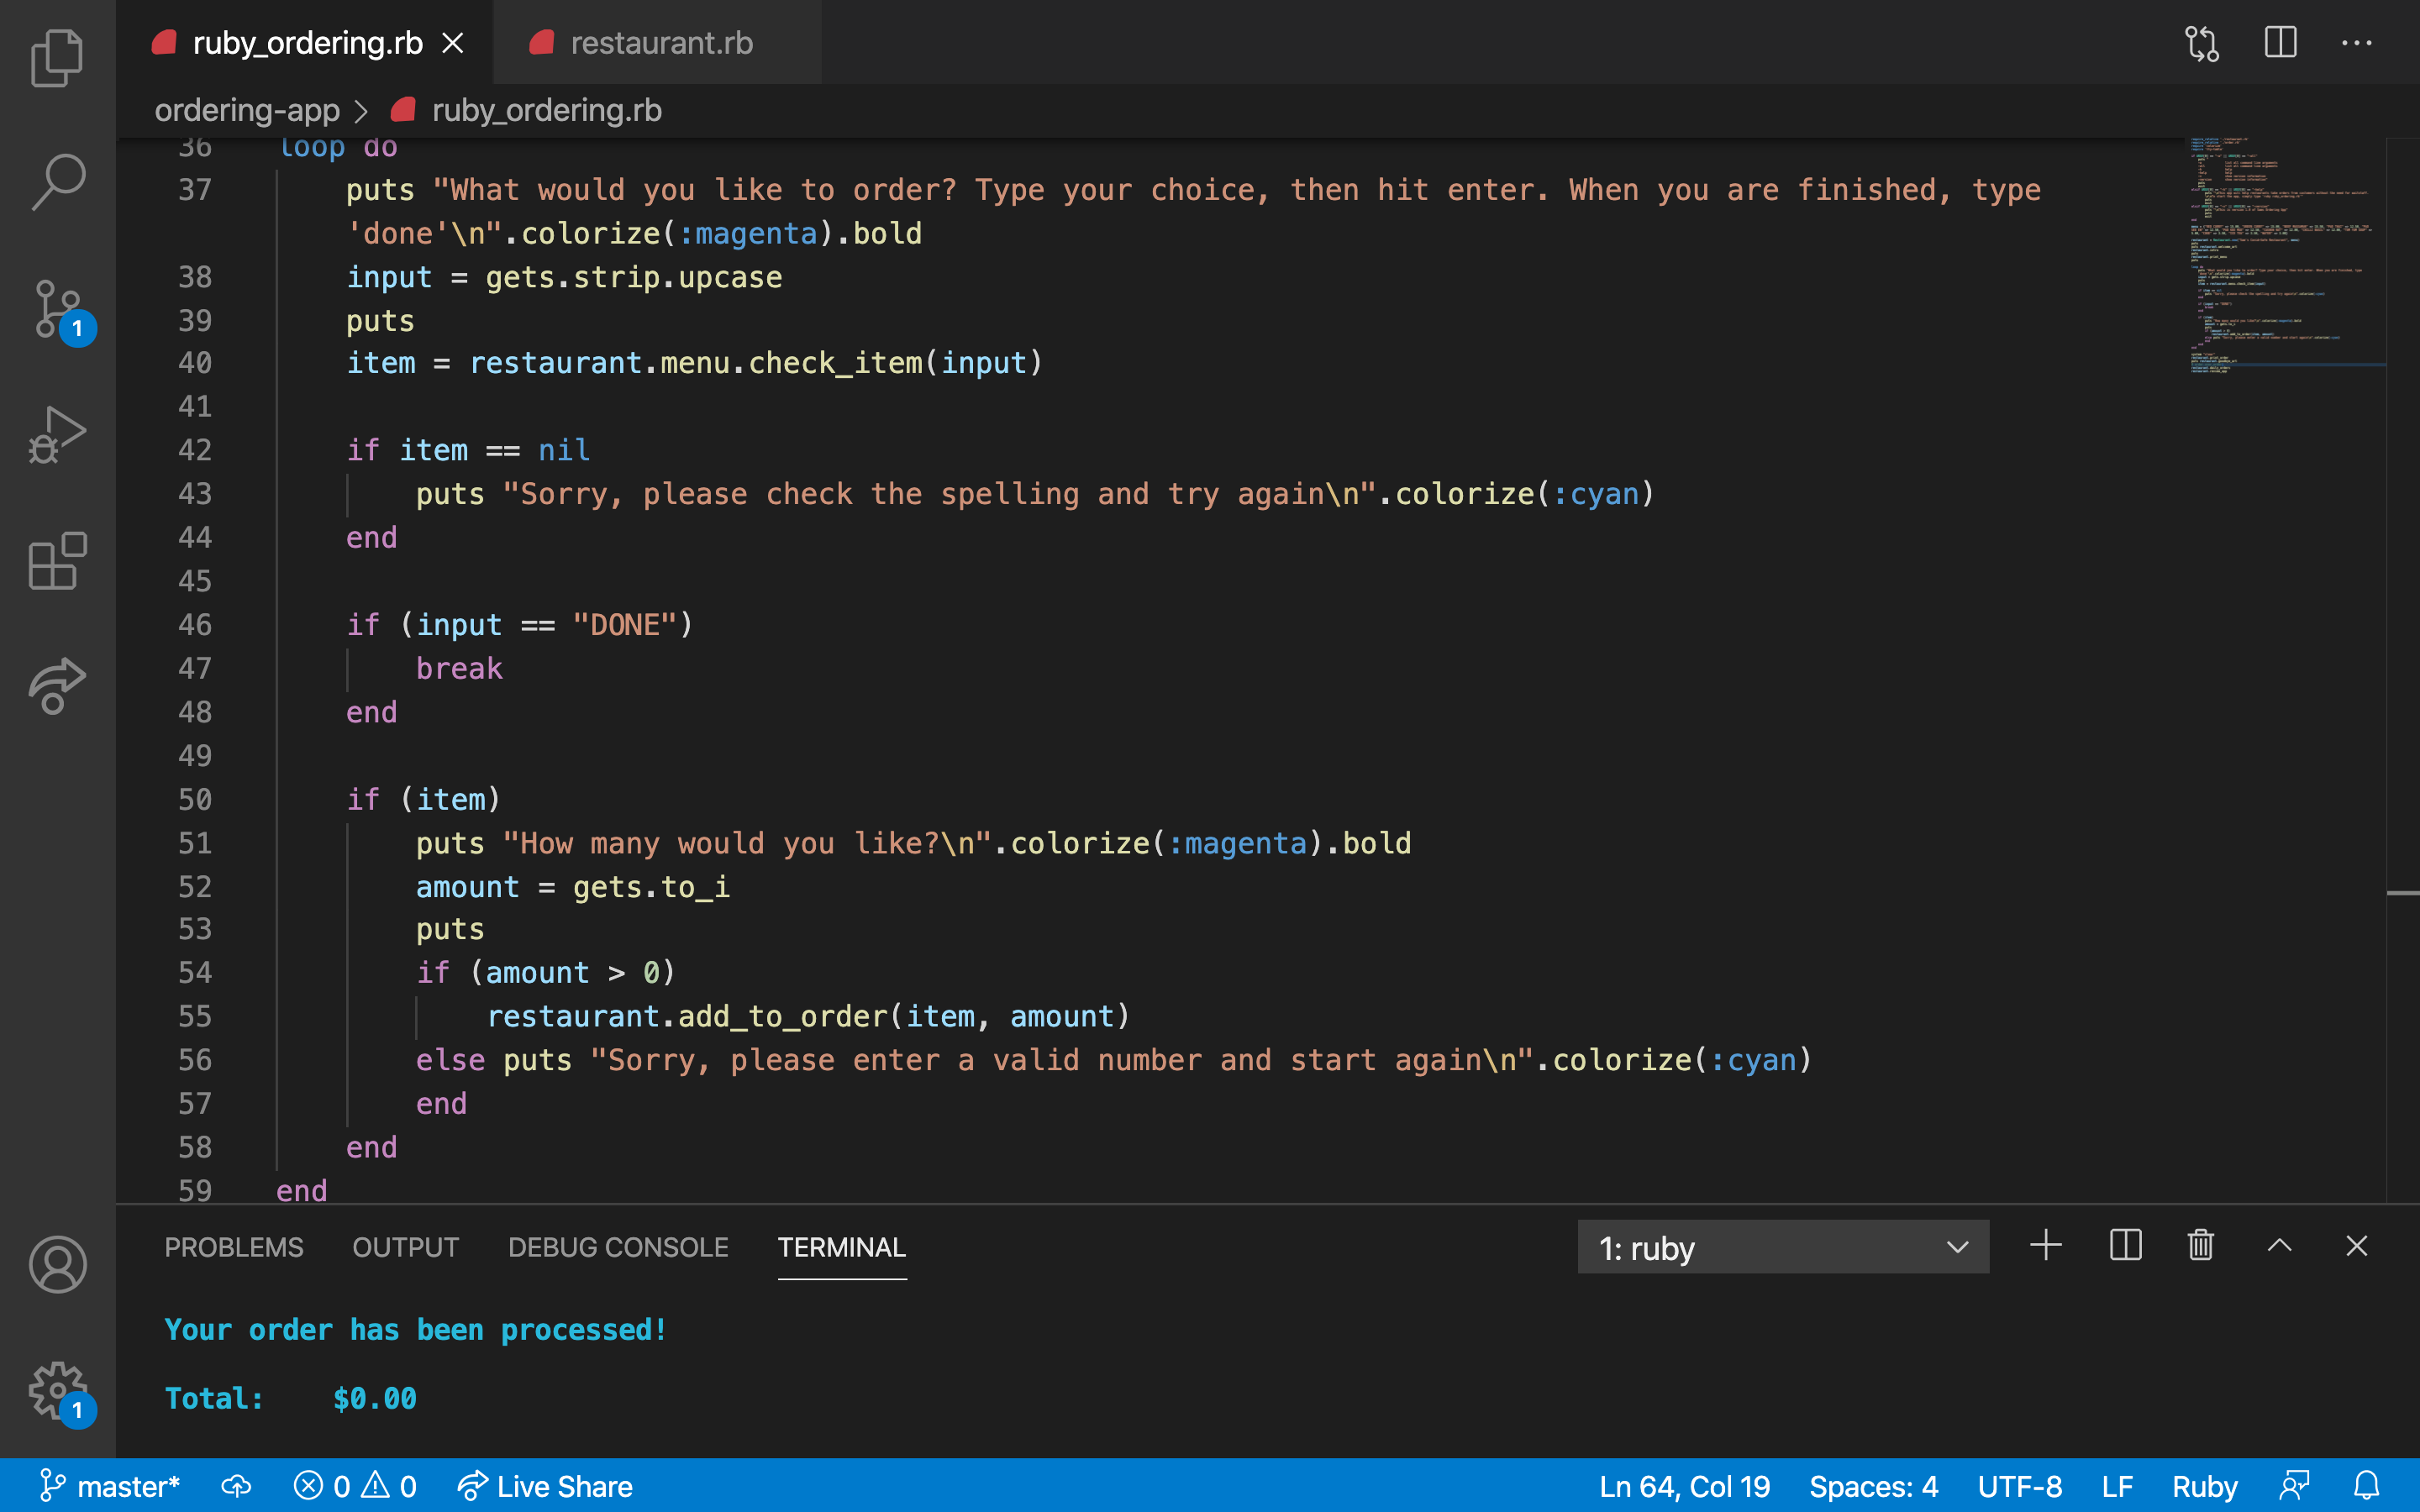 ruby_ordering.rb
restaurant.rb
ordering-app > ruby_ordering.rb
36 loop do
37 puts "What would you like to order? Type your choice, then hit enter. When you are finished, type
'done'\n".colorize(:magenta).bold
38 input = gets.strip.upcase
39 puts
40 item = restaurant.menu.check_item(input)
41
42 if item == nil
43 puts "Sorry, please check the spelling and try again\n".colorize(:cyan)
44 end
45
46 if (input == "DONE")
47 break
48 end
49
50 if (item)
51 puts "How many would you like?\n".colorize(:magenta).bold
52 amount = gets.to_i
53 puts
54 if (amount > 0)
55 restaurant.add_to_order(item, amount)
56 else puts "Sorry, please enter a valid number and start again\n".colorize(:cyan)
57 end
58 end
59 end
1
1
PROBLEMS OUTPUT DEBUG CONSOLE TERMINAL 1: ruby
Your order has been processed!
Total: $0.00
master* 0 0 Live Share Ln 64, Col 19 Spaces: 4 UTF-8 LF Ruby